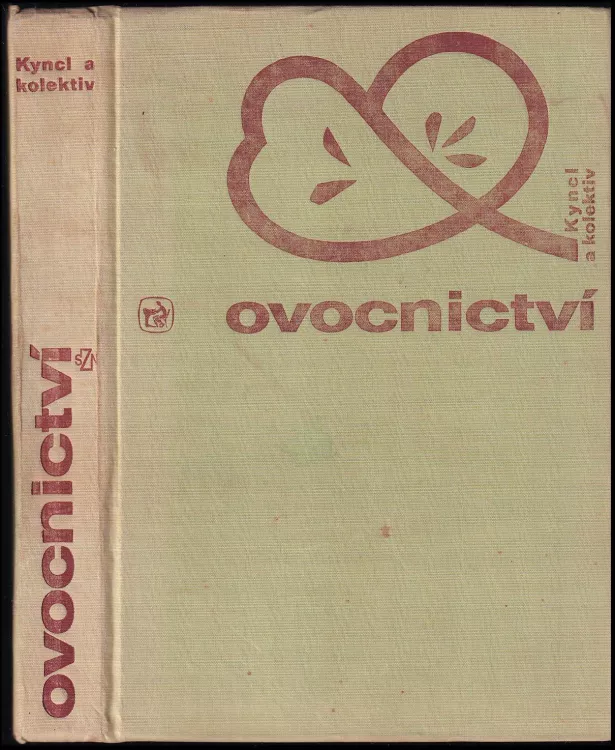 Kyncl a
kolektiv
ovocnictví
SZN
Kyncl
a kolektiv
ovocnictví